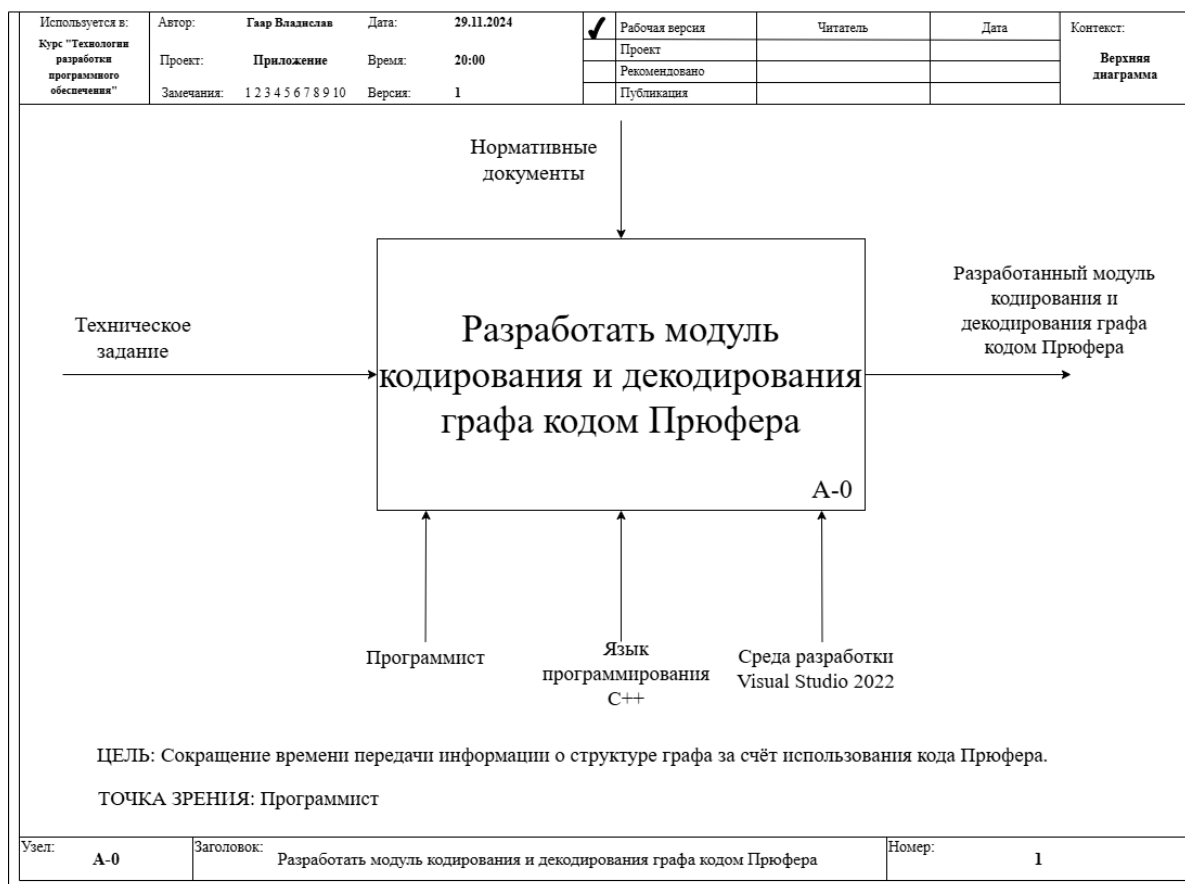 Используется в:
Курс "Технологии
разработки
программного
обеспечения"
Автор:
Гаар Владислав
Дата:
29.11.2024
Проект:
Приложение
Время:
20:00
Замечания:
1 2 3 4 5 6 7 8 9 10
Версия:
1
Рабочая версия
Читатель
Дата
Проект
Рекомендовано
Публикация
Контекст:
Верхняя
диаграмма
Нормативные
документы
Техническое
задание
Разработать модуль
кодирования и декодирования
графа кодом Прюфера
А-0
Разработанный модуль
кодирования и
декодирования графа
кодом Прюфера
Программист
Язык
программирования
С++
Среда разработки
Visual Studio 2022
ЦЕЛЬ: Сокращение времени передачи информации о структуре графа за счёт использования кода Прюфера.
ТОЧКА ЗРЕНИЯ: Программист
Узел:
А-0
Заголовок:
Разработать модуль кодирования и декодирования графа кодом Прюфера
Номер:
1